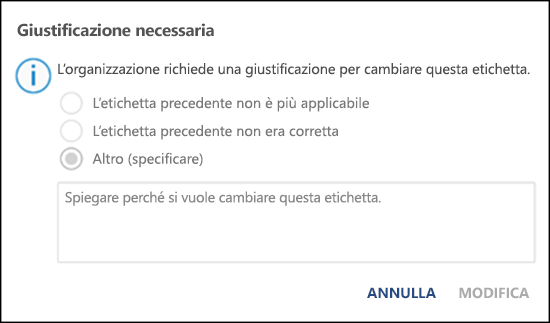 Giustificazione necessaria
L'organizzazione richiede una giustificazione per cambiare questa etichetta.
L'etichetta precedente non è più applicabile
L'etichetta precedente non era corretta
Altro (specificare)
Spiegare perché si vuole cambiare questa etichetta.
ANNULLA MODIFICA